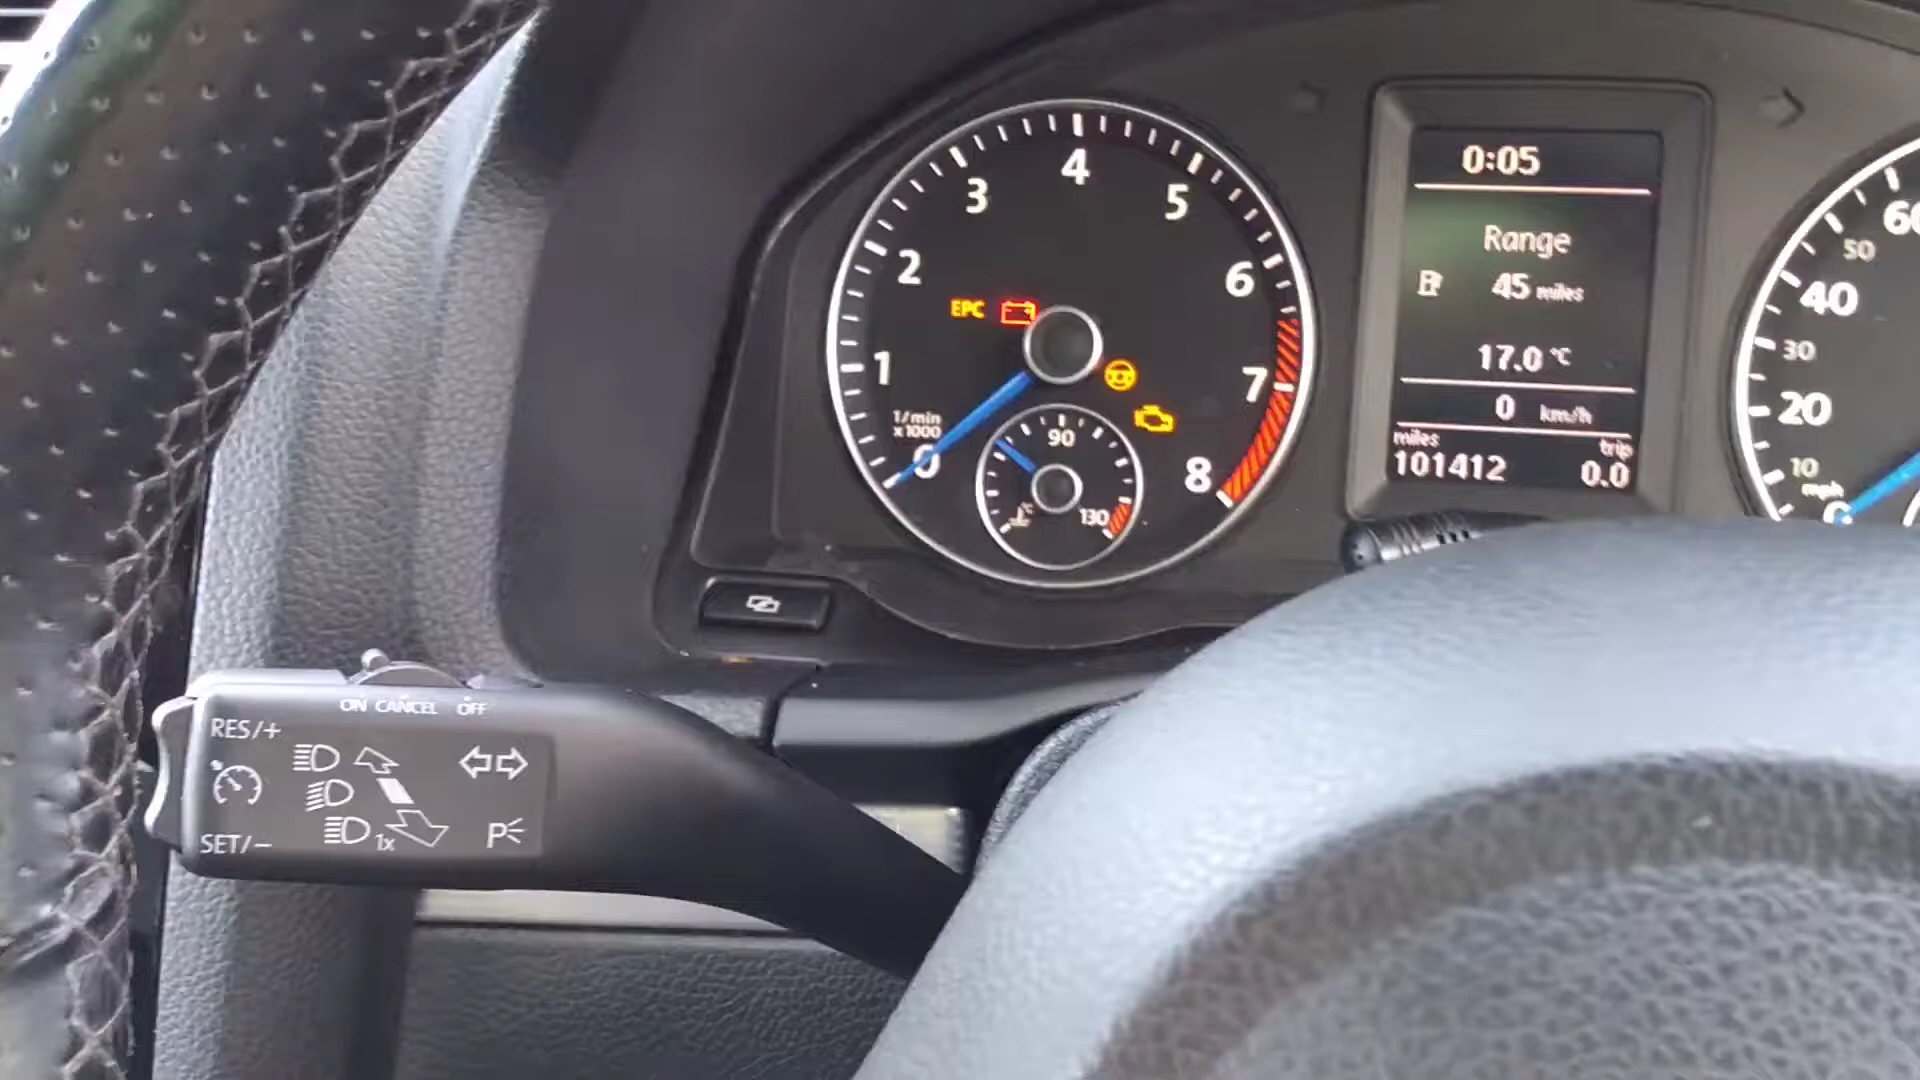 0:05
Range
45 miles
17.0 °C
0 km/h
miles trip
101412 0.0
0 1 2 3 4 5 6 7 8
1/min
x1000
EPC
90
130
°C
60
50
40
30
20
10
mph
0
ON CANCEL OFF
RES/+
SET/–
1x
P